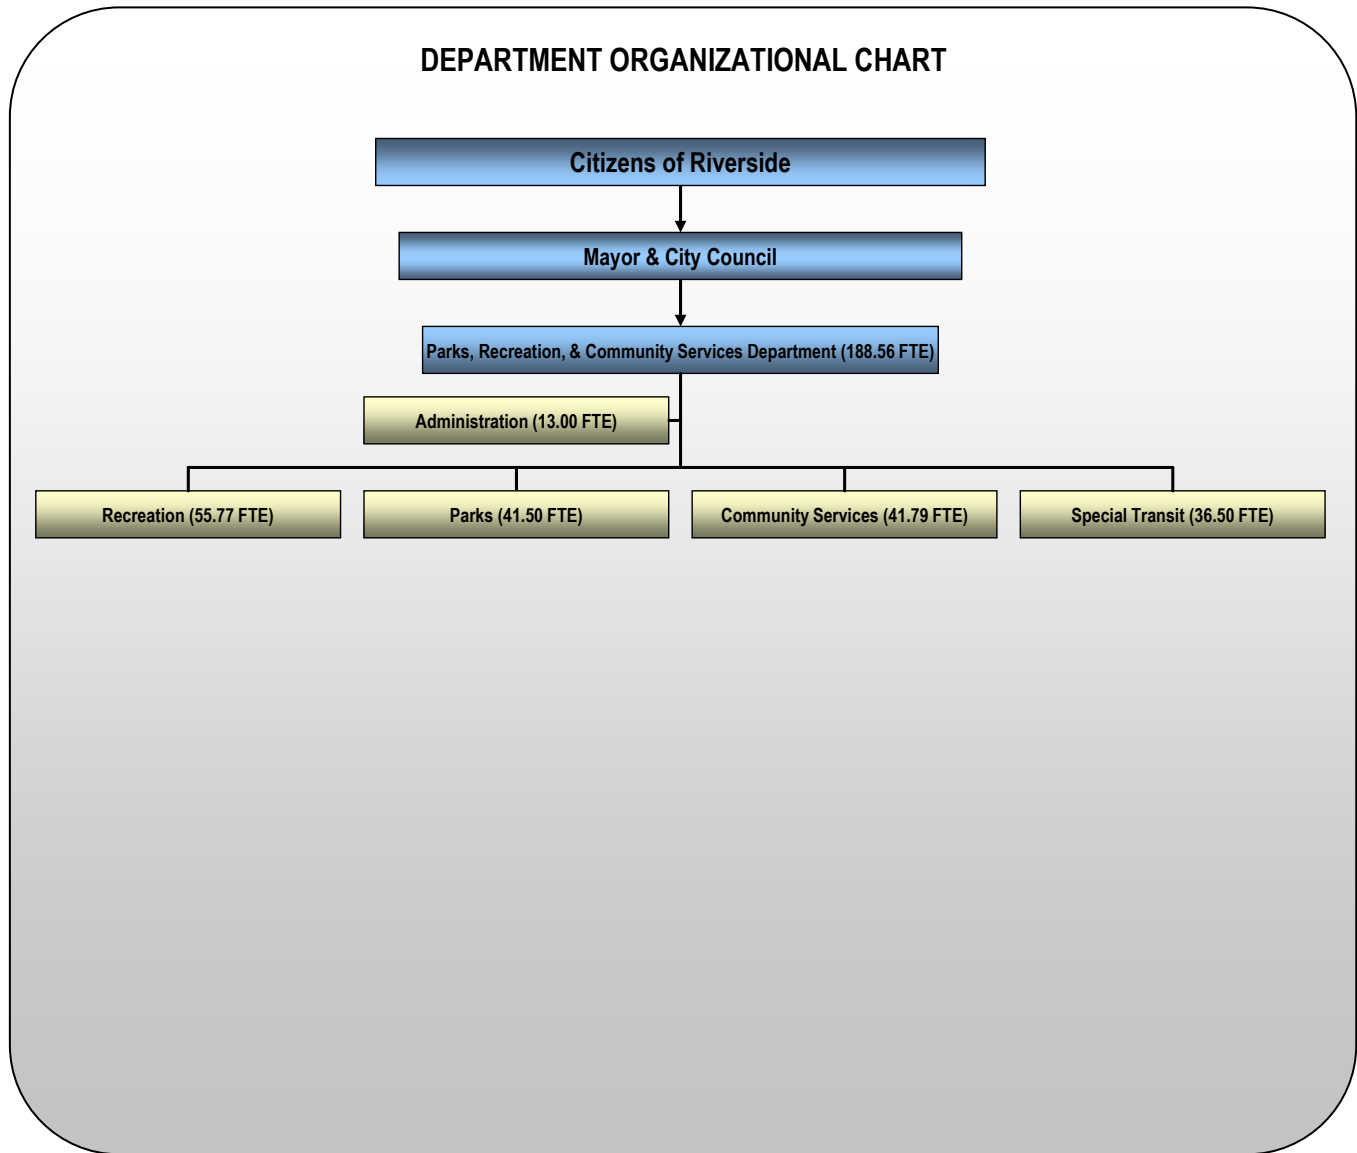 DEPARTMENT ORGANIZATIONAL CHART
Citizens of Riverside
Mayor & City Council
Parks, Recreation, & Community Services Department (188.56 FTE)
Administration (13.00 FTE)
Recreation (55.77 FTE)
Parks (41.50 FTE)
Community Services (41.79 FTE)
Special Transit (36.50 FTE)